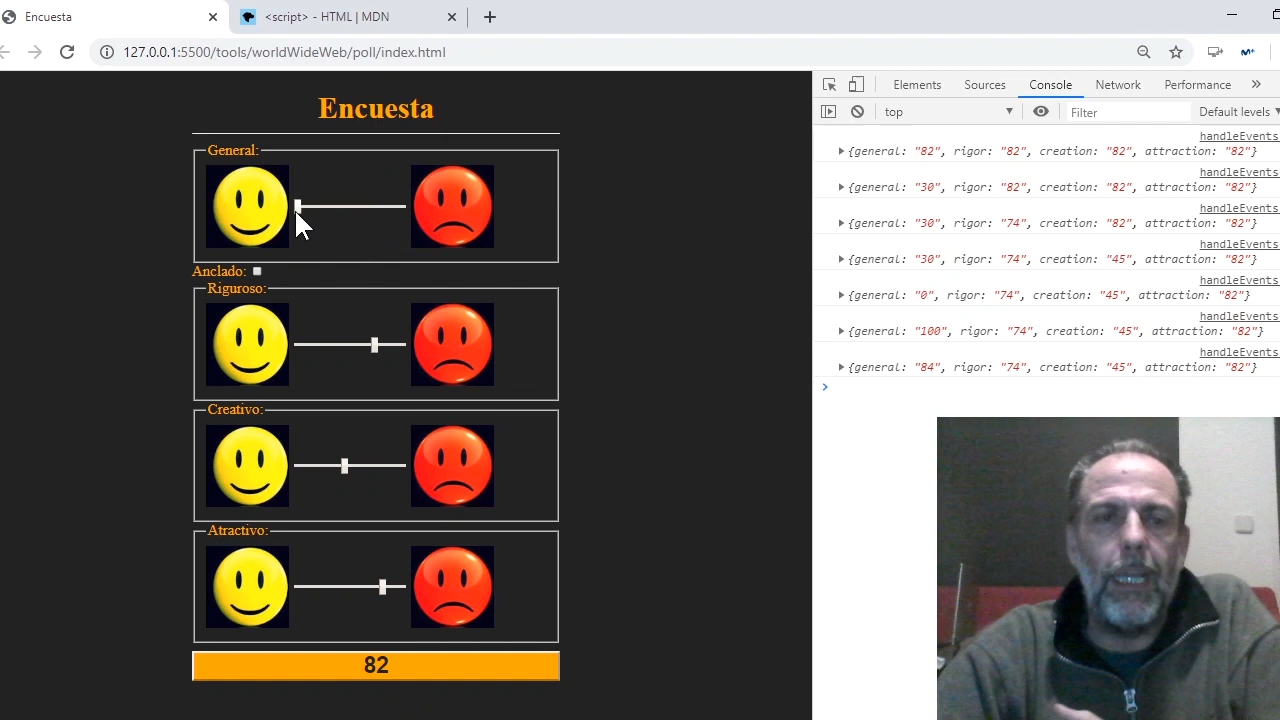 Encuesta
<script> - HTML | MDN
127.0.0.1:5500/tools/worldWideWeb/poll/index.html
Elements Sources Console Network Performance »
top Filter Default levels
Encuesta
General:
Anclado:
Riguroso:
Creativo:
Atractivo:
82
handleEvents
{general: "82", rigor: "82", creation: "82", attraction: "82"}
handleEvents
{general: "30", rigor: "82", creation: "82", attraction: "82"}
handleEvents
{general: "30", rigor: "74", creation: "82", attraction: "82"}
handleEvents
{general: "30", rigor: "74", creation: "45", attraction: "82"}
handleEvents
{general: "0", rigor: "74", creation: "45", attraction: "82"}
handleEvents
{general: "100", rigor: "74", creation: "45", attraction: "82"}
handleEvents
{general: "84", rigor: "74", creation: "45", attraction: "82"}